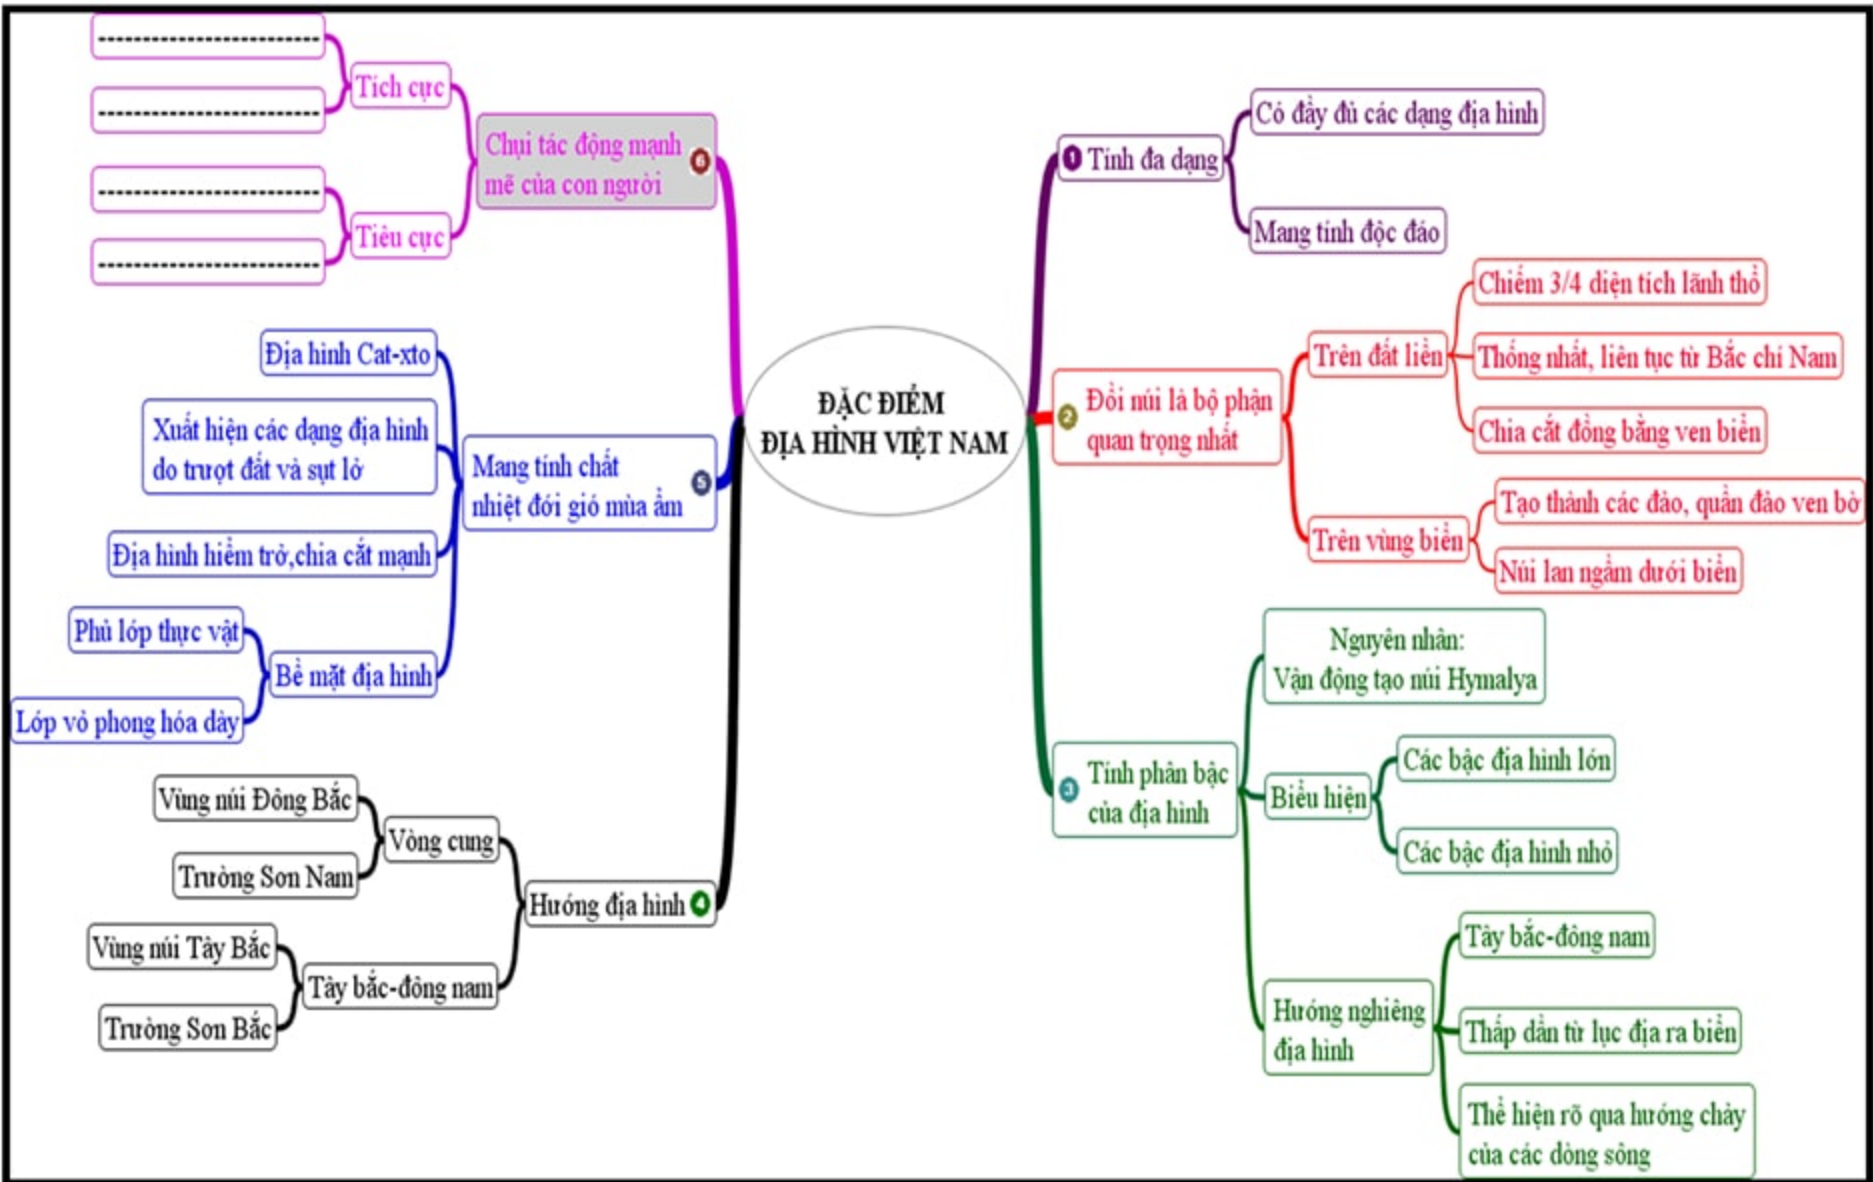 ĐẶC ĐIỂM
ĐỊA HÌNH VIỆT NAM
1 Tính đa dạng
Có đầy đủ các dạng địa hình
Mang tính độc đáo
2 Đồi núi là bộ phận
quan trọng nhất
Trên đất liền
Chiếm 3/4 diện tích lãnh thổ
Thống nhất, liên tục từ Bắc chí Nam
Chia cắt đồng bằng ven biển
Trên vùng biển
Tạo thành các đảo, quần đảo ven bờ
Núi lan ngầm dưới biển
3 Tính phân bậc
của địa hình
Nguyên nhân:
Vận động tạo núi Hymalya
Biểu hiện
Các bậc địa hình lớn
Các bậc địa hình nhỏ
Hướng nghiêng
địa hình
Tây bắc-đông nam
Thấp dần từ lục địa ra biển
Thể hiện rõ qua hướng chảy
của các dòng sông
Hướng địa hình 4
Vòng cung
Vùng núi Đông Bắc
Trường Sơn Nam
Tây bắc-đông nam
Vùng núi Tây Bắc
Trường Sơn Bắc
Mang tính chất
nhiệt đới gió mùa ẩm 5
Địa hình Cat-xto
Xuất hiện các dạng địa hình
do trượt đất và sụt lở
Địa hình hiểm trở,chia cắt mạnh
Bề mặt địa hình
Phủ lớp thực vật
Lớp vỏ phong hóa dày
Chụi tác động mạnh
mẽ của con người 6
Tích cực
-------------------------
-------------------------
Tiêu cực
-------------------------
-------------------------